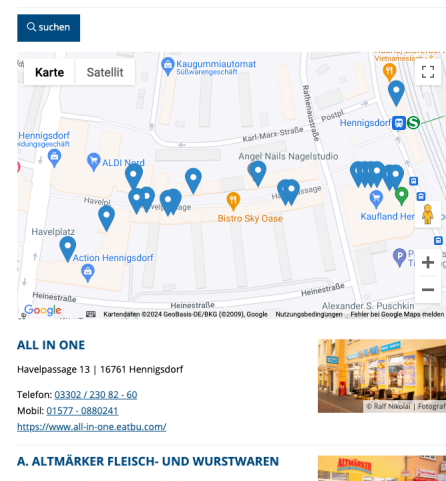 suchen
Karte
Satellit
Kaugummiautomat
Süßwarengeschäft
Vietnamesisch
Rathenaustraße
Postpl.
Hennigsdorf
S
Karl-Marx-Straße
Hennigsdorf
ALDI Nord
Angel Nails Nagelstudio
Havelpl
Havelpassage
Bistro Sky Oase
Kaufland Her
Havelplatz
Action Hennigsdorf
P
Heinestraße
Heinestraße
Heinestraße
Alexander S. Puschkin
Google
Kartendaten ©2024 GeoBasis-DE/BKG (©2009), Google
Nutzungsbedingungen
Fehler bei Google Maps melden
ALL IN ONE
Havelpassage 13 | 16761 Hennigsdorf
Telefon: 03302 / 230 82 - 60
Mobil: 01577 - 0880241
https://www.all-in-one.eatbu.com/
© Ralf Nikolai | Fotograf
A. ALTMÄRKER FLEISCH- UND WURSTWAREN
ALTMÄRKER